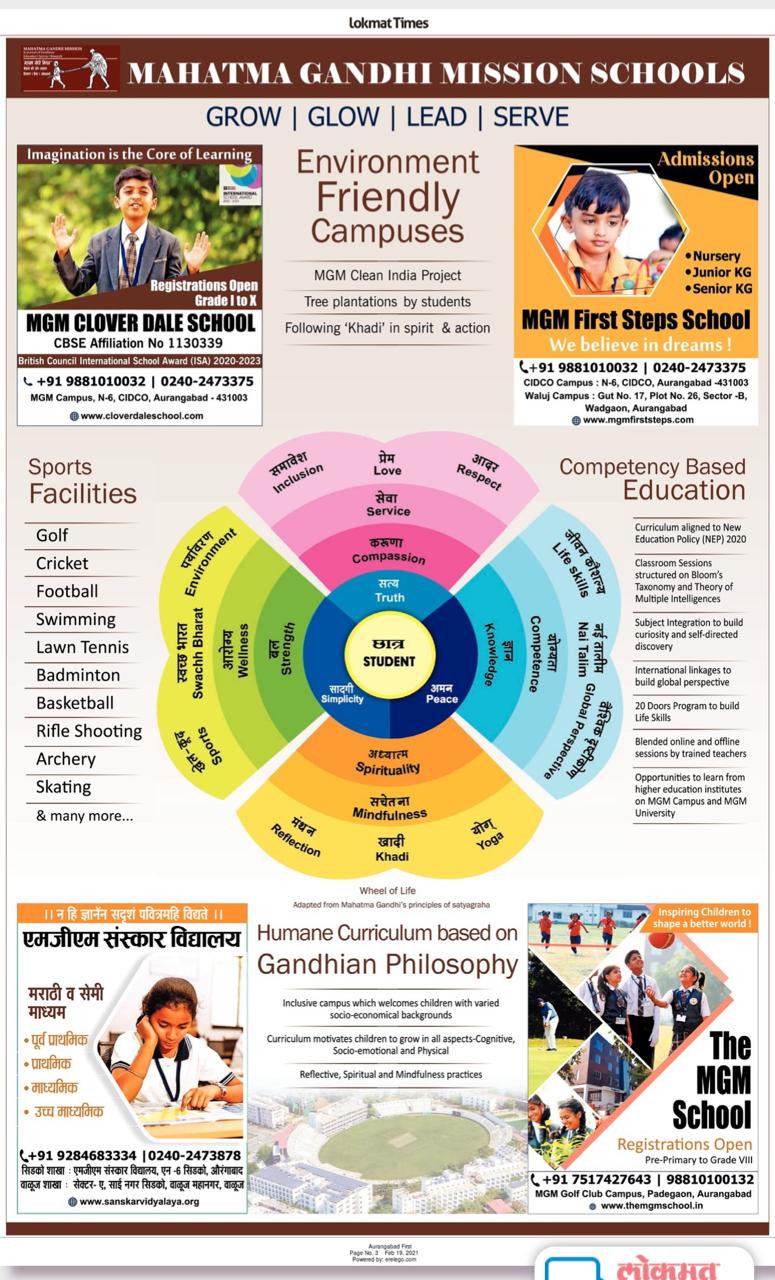 Lokmat Times
MAHATMA GANDHI MISSION
MAHATMA GANDHI MISSION SCHOOLS
GROW | GLOW | LEAD | SERVE
Imagination is the Core of Learning
INTERNATIONAL
SCHOOL AWARD
Registrations Open
Grade I to X
MGM CLOVER DALE SCHOOL
CBSE Affiliation No 1130339
British Council International School Award (ISA) 2020-2023
+91 9881010032 | 0240-2473375
MGM Campus, N-6, CIDCO, Aurangabad - 431003
www.cloverdaleschool.com
Environment
Friendly
Campuses
MGM Clean India Project
Tree plantations by students
Following ‘Khadi’ in spirit & action
Admissions
Open
•Nursery
•Junior KG
•Senior KG
MGM First Steps School
We believe in dreams !
+91 9881010032 | 0240-2473375
CIDCO Campus : N-6, CIDCO, Aurangabad -431003
Waluj Campus : Gut No. 17, Plot No. 26, Sector -B,
Wadgaon, Aurangabad
www.mgmfirststeps.com
Sports
Facilities
Golf
Cricket
Football
Swimming
Lawn Tennis
Badminton
Basketball
Rifle Shooting
Archery
Skating
& many more...
समावेश
Inclusion
प्रेम
Love
आदर
Respect
सेवा
Service
करूणा
Compassion
सत्य
Truth
पर्यावरण
Environment
स्वच्छ भारत
Swachh Bharat
खेल-कूद
Sports
आरोग्य
Wellness
बल
Strength
छात्र
STUDENT
सादगी
Simplicity
अमन
Peace
ज्ञान
Knowledge
योग्यता
Competence
जीवन कौशल्य
Life skills
नई तालीम
Nai Talim
वैश्विक दृष्टीकोण
Global Perspective
अध्यात्म
Spirituality
सचेतना
Mindfulness
मंथन
Reflection
खादी
Khadi
योग
Yoga
Wheel of Life
Adapted from Mahatma Gandhi's principles of satyagraha
Competency Based
Education
Curriculum aligned to New
Education Policy (NEP) 2020
Classroom Sessions
structured on Bloom's
Taxonomy and Theory of
Multiple Intelligences
Subject Integration to build
curiosity and self-directed
discovery
International linkages to
build global perspective
20 Doors Program to build
Life Skills
Blended online and offline
sessions by trained teachers
Opportunities to learn from
higher education institutes
on MGM Campus and MGM
University
।। न हि ज्ञानेंन सदृशं पवित्रमहि विद्यते ।।
एमजीएम संस्कार विद्यालय
मराठी व सेमी
माध्यम
• पूर्व प्राथमिक
• प्राथमिक
• माध्यमिक
• उच्च माध्यमिक
+91 9284683334 |0240-2473878
सिडको शाखा : एमजीएम संस्कार विद्यालय, एन -6 सिडको, औरंगाबाद
वाळूज शाखा : सेक्टर- ए, साई नगर सिडको, वाळूज महानगर, वाळूज
www.sanskarvidyalaya.org
Humane Curriculum based on
Gandhian Philosophy
Inclusive campus which welcomes children with varied
socio-economical backgrounds
Curriculum motivates children to grow in all aspects-Cognitive,
Socio-emotional and Physical
Reflective, Spiritual and Mindfulness practices
Inspiring Children to
shape a better world !
The
MGM
School
Registrations Open
Pre-Primary to Grade VIII
+91 7517427643 | 98810100132
MGM Golf Club Campus, Padegaon, Aurangabad
www.themgmschool.in
Aurangabad First
Page No. 3 Feb 19, 2021
Powered by: erelego.com
लोकमत